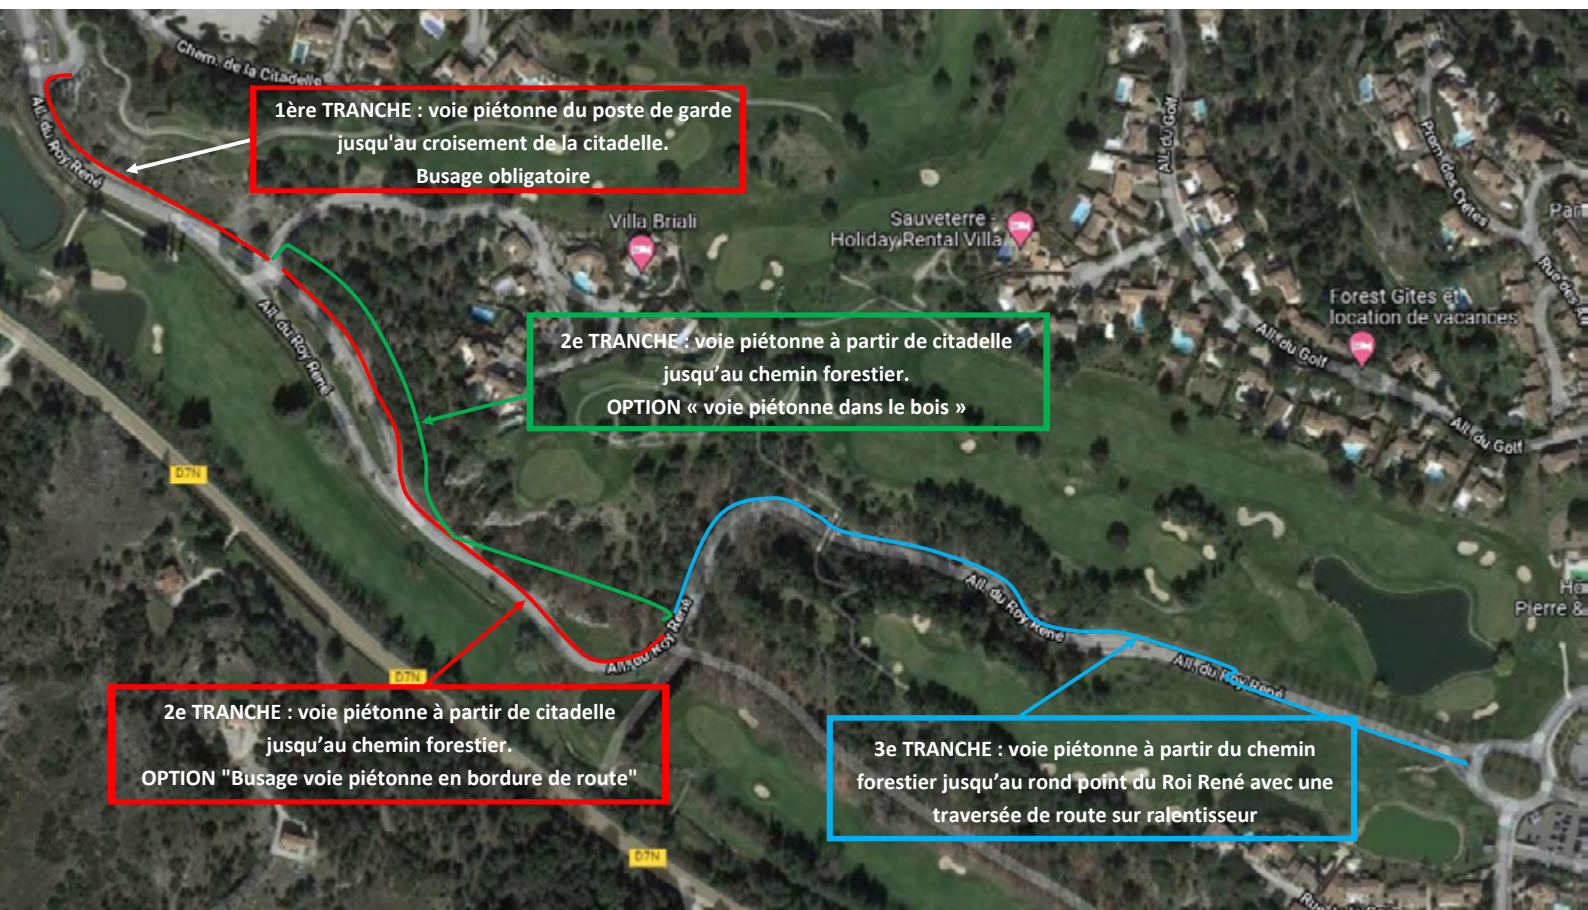 Chem. de la Citadelle
1ère TRANCHE : voie piétonne du poste de garde
jusqu'au croisement de la citadelle.
Busage obligatoire
All. du Roy René
All. du Golf
Prom. des Crêtes
Villa Briali
Sauveterre -
Holiday Rental Villa
Rue des
Forest Gîtes et
location de vacances
All. du Roy René
2e TRANCHE : voie piétonne à partir de citadelle
jusqu’au chemin forestier.
OPTION « voie piétonne dans le bois »
All. du Golf
All. du Golf
D7N
All. du Roy René
Pierre &
All. du Roy René
All. du Roy René
D7N
2e TRANCHE : voie piétonne à partir de citadelle
jusqu’au chemin forestier.
OPTION "Busage voie piétonne en bordure de route"
3e TRANCHE : voie piétonne à partir du chemin
forestier jusqu’au rond point du Roi René avec une
traversée de route sur ralentisseur
D7N